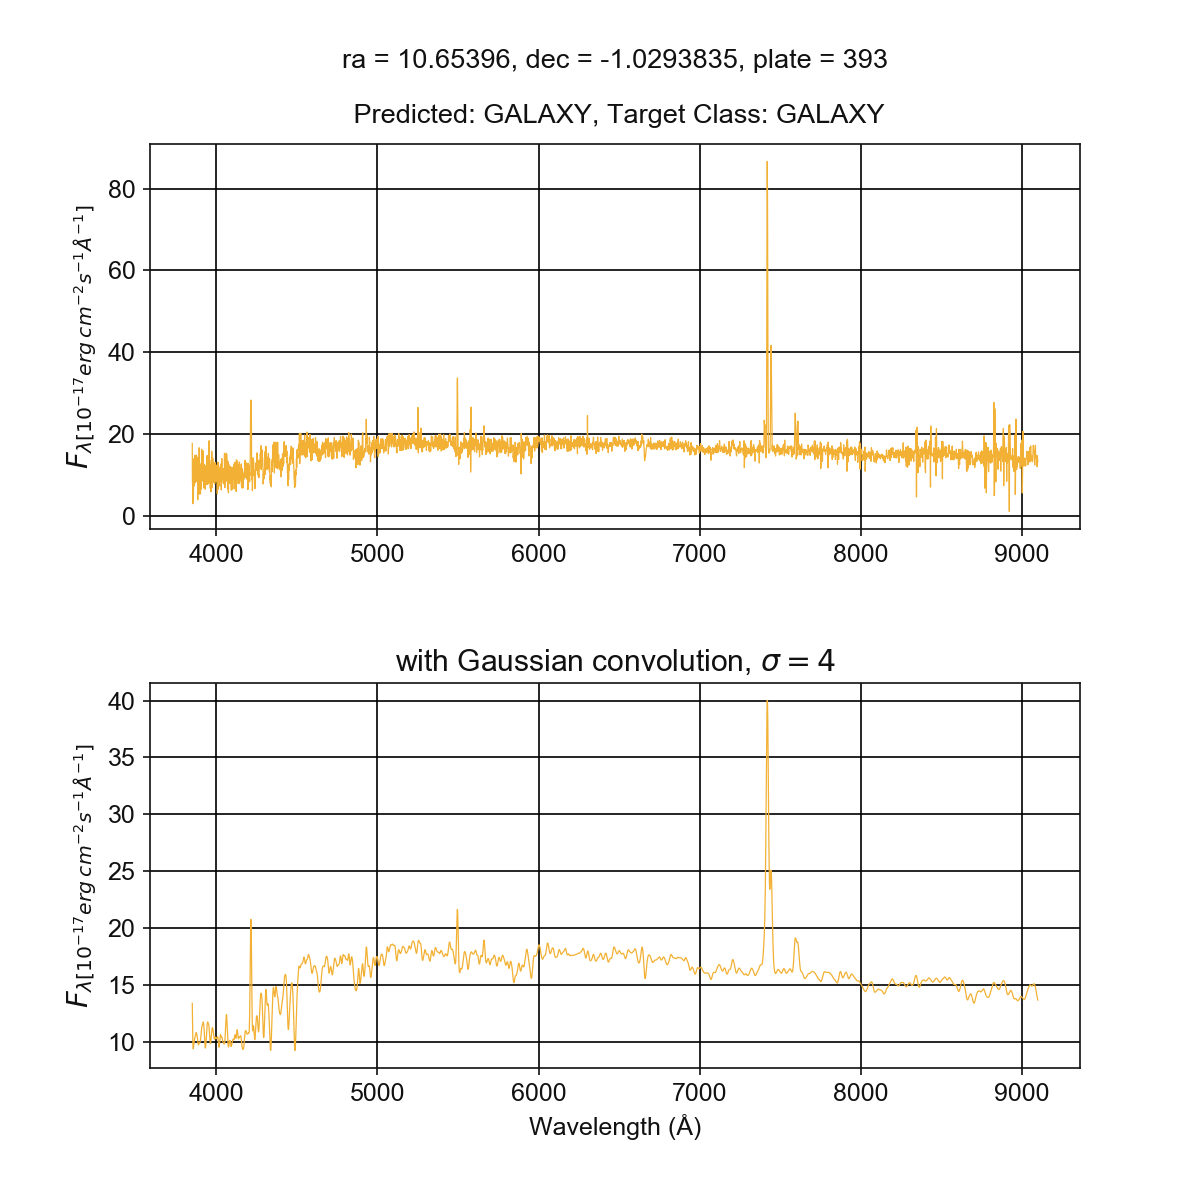 ra = 10.65396, dec = -1.0293835, plate = 393
Predicted: GALAXY, Target Class: GALAXY
80
60
40
20
0
F_λ[10^{−17} erg cm^{−2} s^{−1} Å^{−1}]
4000 5000 6000 7000 8000 9000
with Gaussian convolution, σ = 4
40
35
30
25
20
15
10
F_λ[10^{−17} erg cm^{−2} s^{−1} Å^{−1}]
4000 5000 6000 7000 8000 9000
Wavelength (Å)